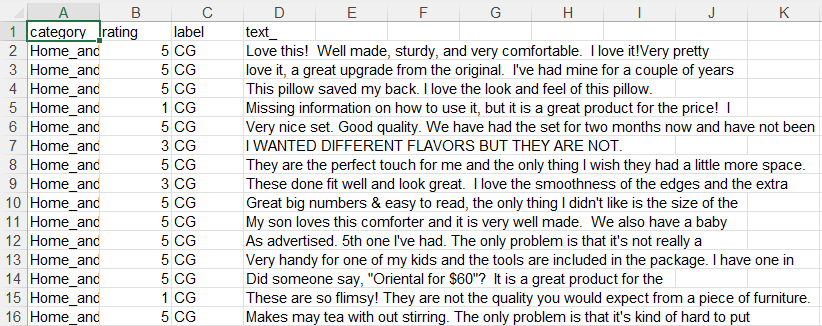 A B C D E F G H I J K
1 category rating label text_
2 Home_and 5 CG Love this!  Well made, sturdy, and very comfortable.  I love it!Very pretty
3 Home_and 5 CG love it, a great upgrade from the original.  I've had mine for a couple of years
4 Home_and 5 CG This pillow saved my back. I love the look and feel of this pillow.
5 Home_and 1 CG Missing information on how to use it, but it is a great product for the price!  I
6 Home_and 5 CG Very nice set. Good quality. We have had the set for two months now and have not been
7 Home_and 3 CG I WANTED DIFFERENT FLAVORS BUT THEY ARE NOT.
8 Home_and 5 CG They are the perfect touch for me and the only thing I wish they had a little more space.
9 Home_and 3 CG These done fit well and look great.  I love the smoothness of the edges and the extra
10 Home_and 5 CG Great big numbers & easy to read, the only thing I didn't like is the size of the
11 Home_and 5 CG My son loves this comforter and it is very well made.  We also have a baby
12 Home_and 5 CG As advertised. 5th one I've had. The only problem is that it's not really a
13 Home_and 5 CG Very handy for one of my kids and the tools are included in the package. I have one in
14 Home_and 5 CG Did someone say, "Oriental for $60"?  It is a great product for the
15 Home_and 1 CG These are so flimsy! They are not the quality you would expect from a piece of furniture.
16 Home_and 5 CG Makes may tea with out stirring. The only problem is that it's kind of hard to put